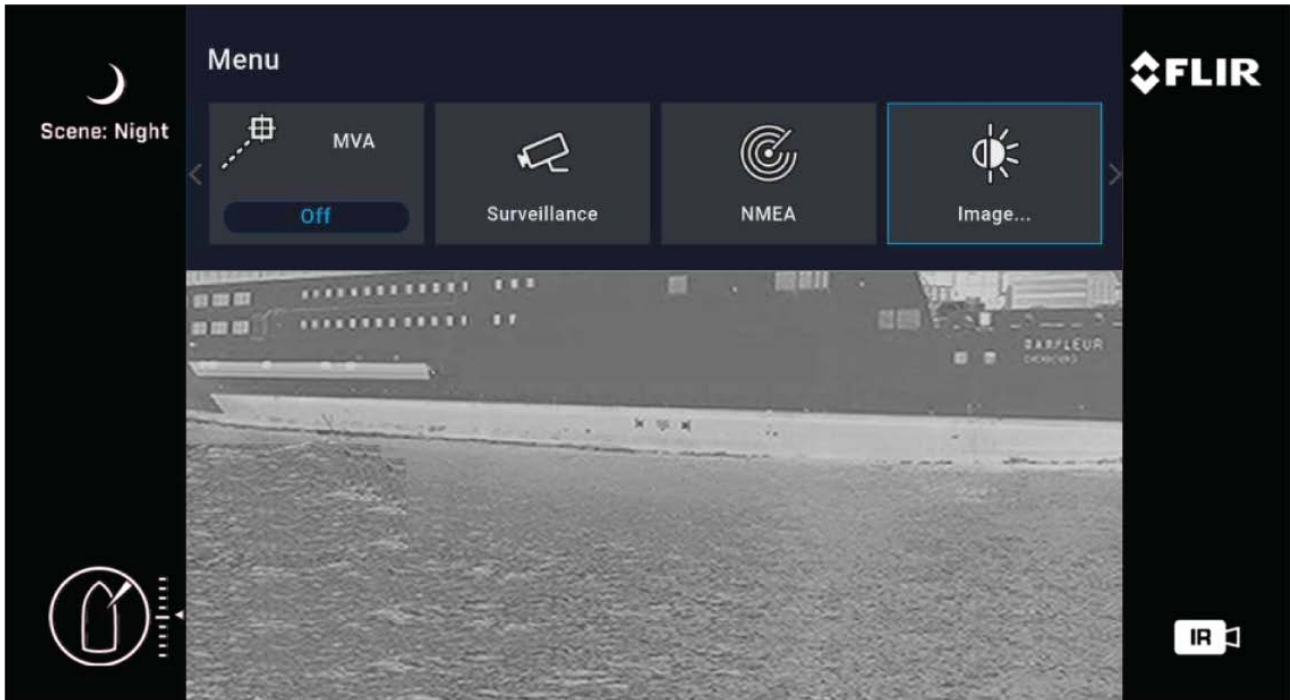 Menu
FLIR
Scene: Night
MVA
Off
Surveillance
NMEA
Image...
BARFLEUR
IR